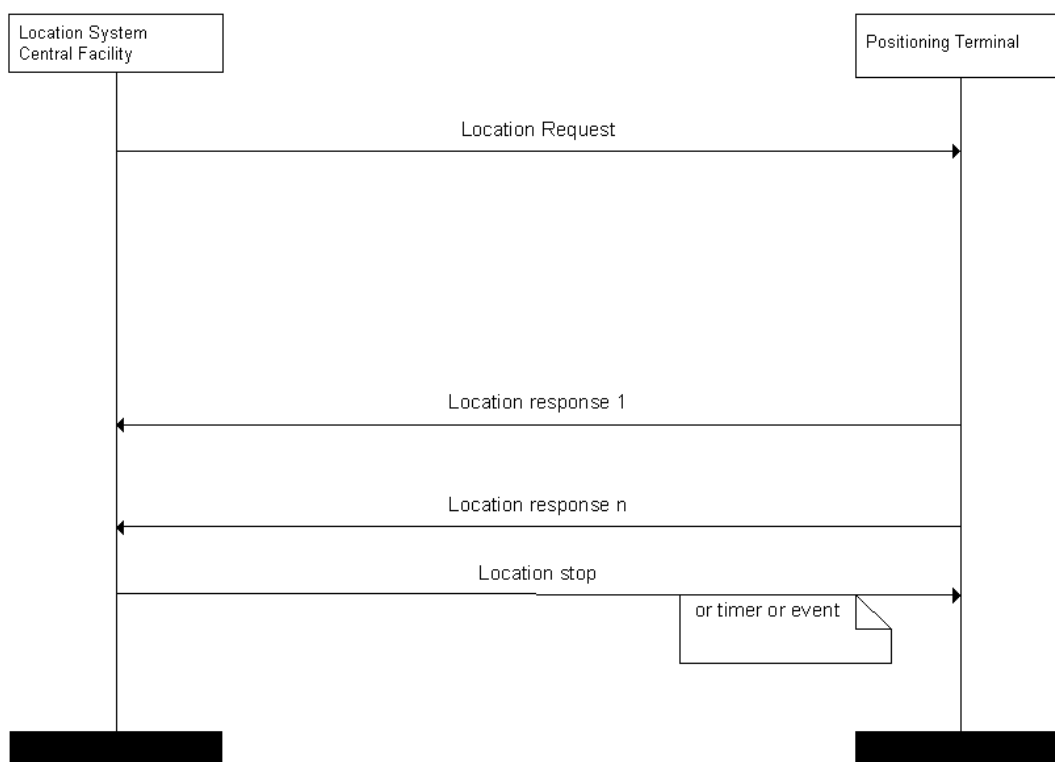 Location System
Central Facility
Positioning Terminal
Location Request
Location response 1
Location response n
Location stop
or timer or event